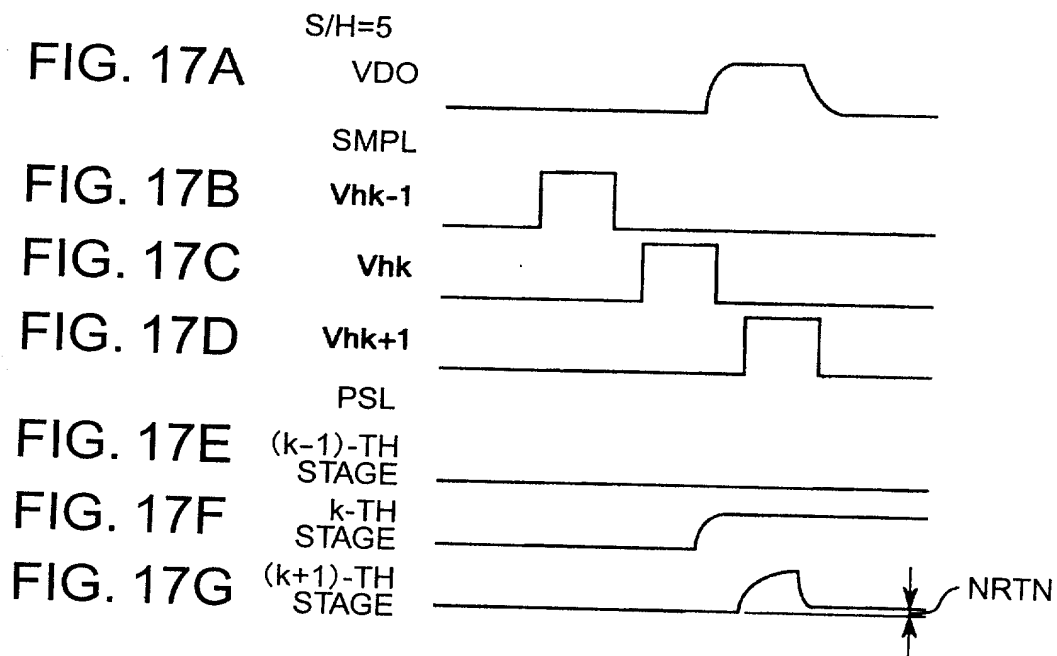 S/H=5
FIG. 17A VDO
SMPL
FIG. 17B Vhk-1
FIG. 17C Vhk
FIG. 17D Vhk+1
PSL
FIG. 17E (k-1)-TH
STAGE
FIG. 17F k-TH
STAGE
FIG. 17G (k+1)-TH
STAGE
NRTN